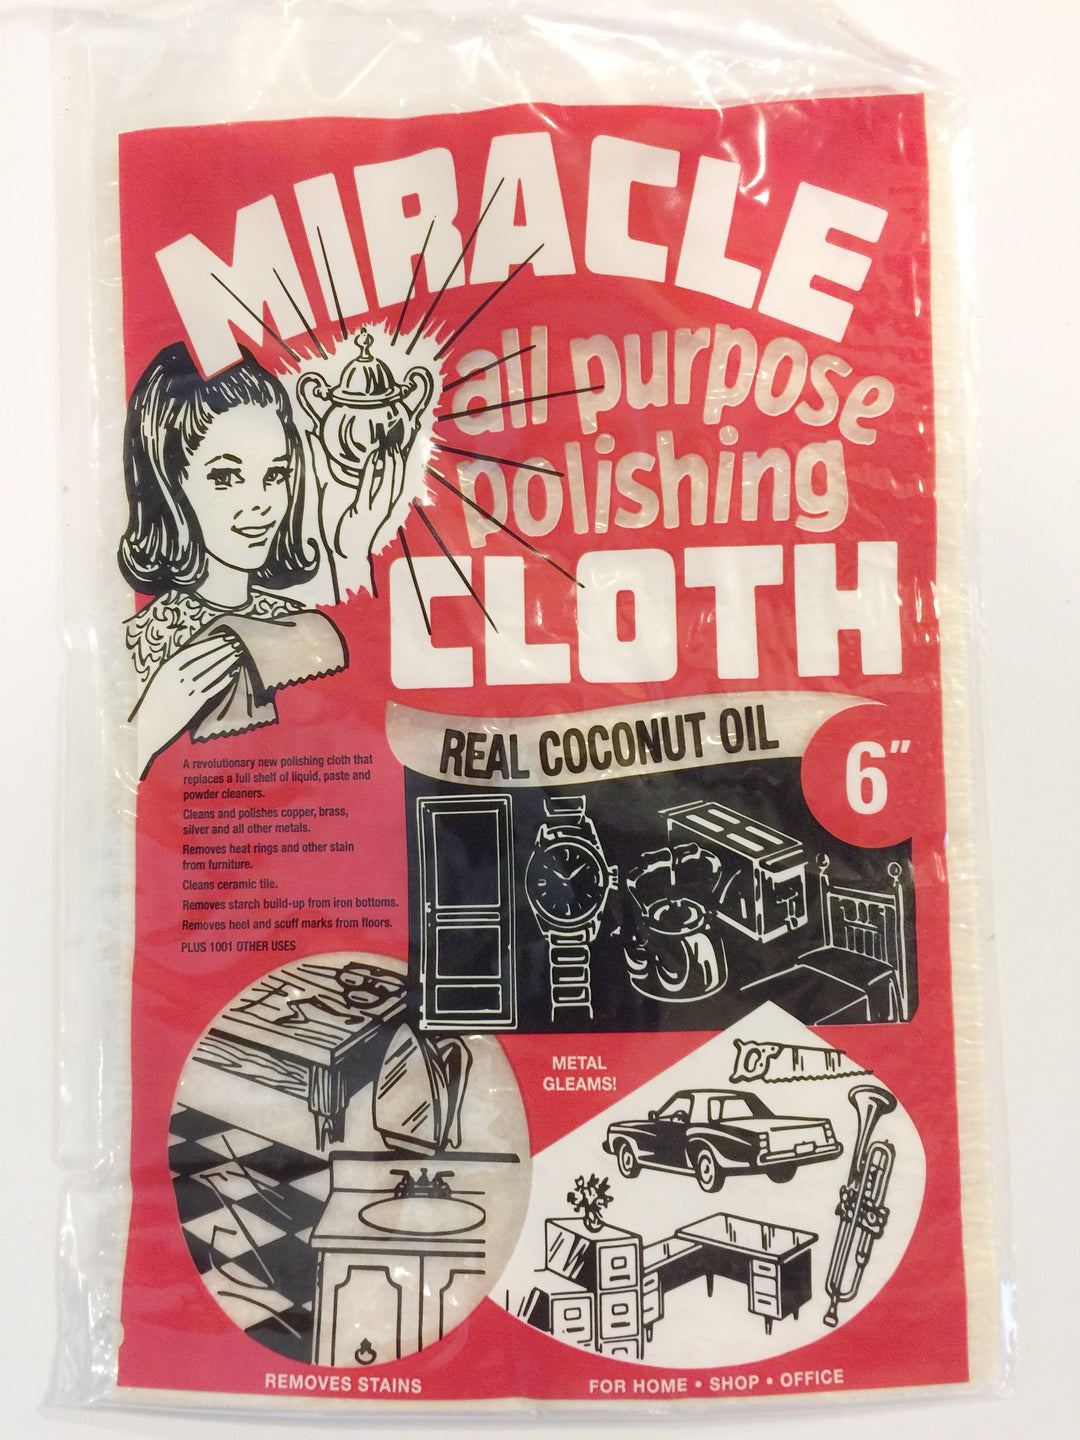 MIRACLE
all purpose
polishing
CLOTH
REAL COCONUT OIL
6"
A revolutionary new polishing cloth that
replaces a full shelf of liquid, paste and
powder cleaners.
Cleans and polishes copper, brass,
silver and all other metals.
Removes heat rings and other stain
from furniture.
Cleans ceramic tile.
Removes starch build-up from iron bottoms.
Removes heel and scuff marks from floors.
PLUS 1001 OTHER USES
METAL
GLEAMS!
REMOVES STAINS
FOR HOME • SHOP • OFFICE